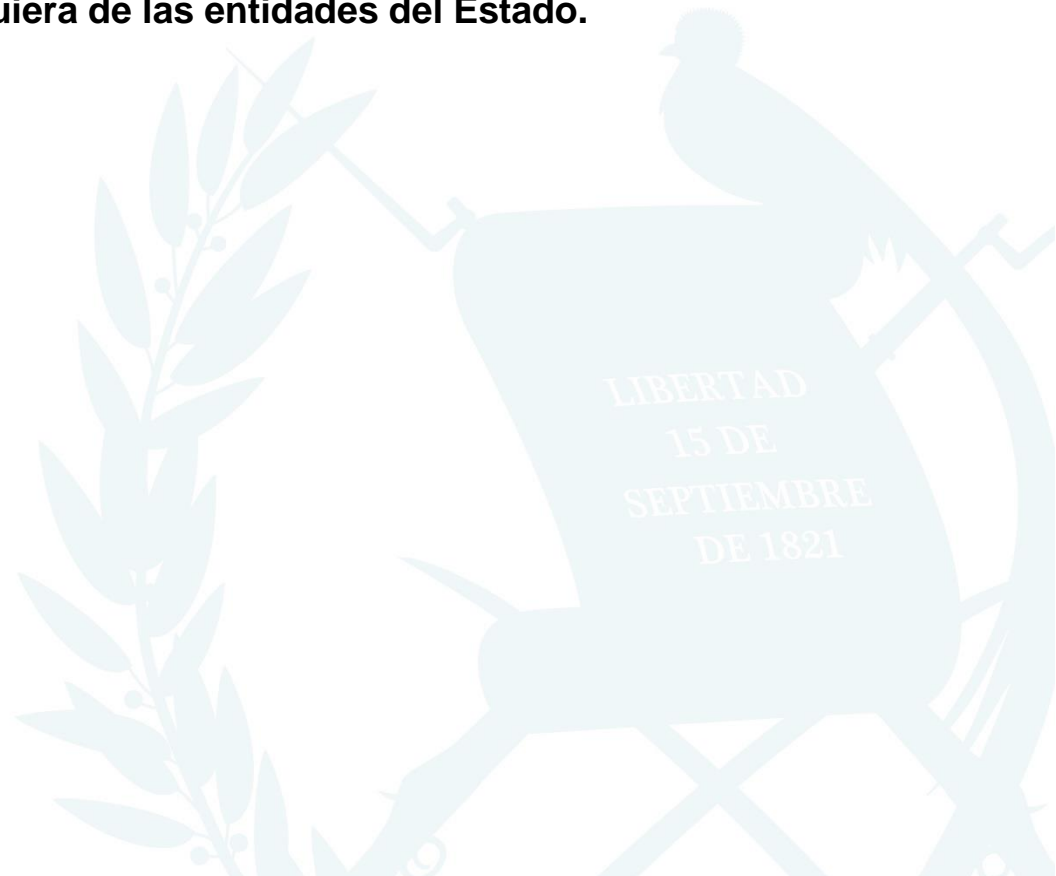 uiera de las entidades del Estado.
LIBERTAD
15 DE
SEPTIEMBRE
DE 1821